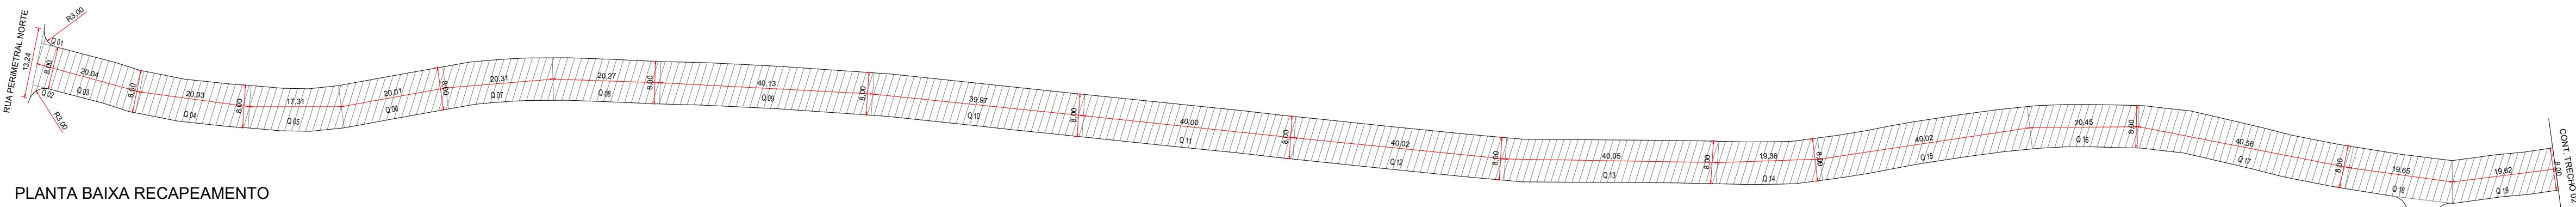 RUA PERIMETRAL NORTE
13,24
R3.00
R3.00
Q 01
Q 02
8,00
20,04
Q 03
8,00
20,93
Q 04
8,00
17,31
Q 05
20,01
Q 06
8,00
20,31
Q 07
20,27
Q 08
8,00
40,13
Q 09
8,00
39,97
Q 10
8,00
40,00
Q 11
8,00
40,02
Q 12
8,00
40,05
Q 13
8,00
19,36
Q 14
8,00
40,02
Q 15
20,45
Q 16
8,00
40,56
Q 17
8,00
19,65
Q 18
19,62
Q 19
8,00
CONT. TRECHO 02
PLANTA BAIXA RECAPEAMENTO